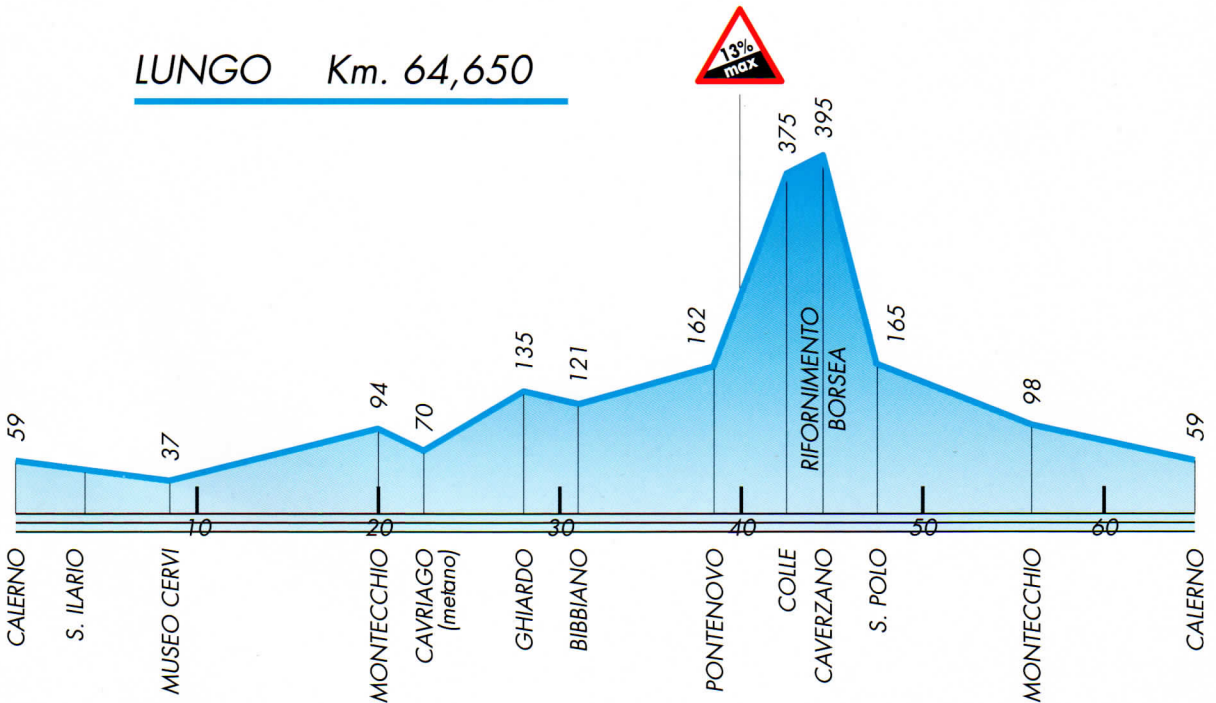 LUNGO Km. 64,650
13%
max
59
37
94
70
135
121
162
375
395
165
98
59
RIFORNIMENTO
BORSEA
10
20
30
40
50
60
CALERNO
S. ILARIO
MUSEO CERVI
MONTECCHIO
CAVRIAGO
(metano)
GHIARDO
BIBBIANO
PONTENOVO
COLLE
CAVERZANO
S. POLO
MONTECCHIO
CALERNO